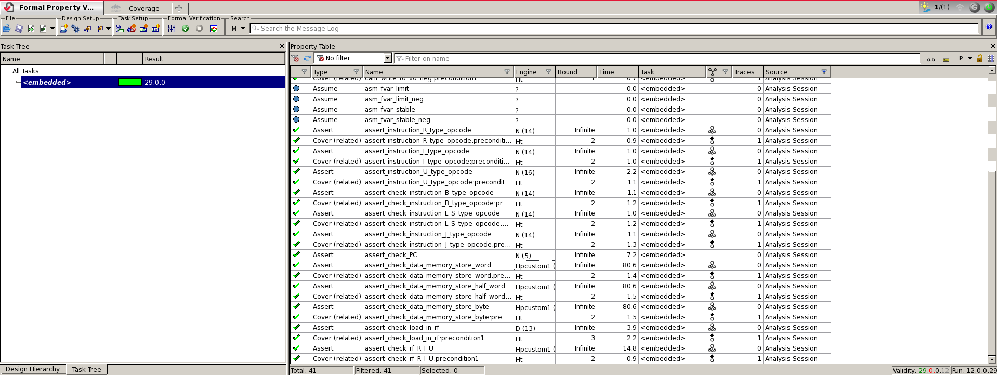 Formal Property V... Coverage 1/(1) G
File Design Setup Task Setup Formal Verification Search
M Search the Message Log ?
Task Tree
Name Result
All Tasks
<embedded> 29:0:0
Design Hierarchy Task Tree
Property Table
No filter Filter on name a.b P
Type Name Engine Bound Time Task Traces Source
Cover (related) cant_write_to_x0_neg:precondition1 Ht 1 0.7 <embedded> 1 Analysis Session
Assume asm_fvar_limit ? 0.0 <embedded> 0 Analysis Session
Assume asm_fvar_limit_neg ? 0.0 <embedded> 0 Analysis Session
Assume asm_fvar_stable ? 0.0 <embedded> 0 Analysis Session
Assume asm_fvar_stable_neg ? 0.0 <embedded> 0 Analysis Session
Assert assert_instruction_R_type_opcode N (14) Infinite 1.0 <embedded> 0 Analysis Session
Cover (related) assert_instruction_R_type_opcode:preconditi... Ht 2 0.9 <embedded> 1 Analysis Session
Assert assert_instruction_I_type_opcode N (14) Infinite 1.0 <embedded> 0 Analysis Session
Cover (related) assert_instruction_I_type_opcode:preconditi... Ht 2 1.0 <embedded> 1 Analysis Session
Assert assert_instruction_U_type_opcode N (16) Infinite 2.2 <embedded> 0 Analysis Session
Cover (related) assert_instruction_U_type_opcode:precondit... Ht 2 1.1 <embedded> 1 Analysis Session
Assert assert_check_instruction_B_type_opcode N (14) Infinite 1.1 <embedded> 0 Analysis Session
Cover (related) assert_check_instruction_B_type_opcode:pr... Ht 2 1.2 <embedded> 1 Analysis Session
Assert assert_check_instruction_L_S_type_opcode N (14) Infinite 1.0 <embedded> 0 Analysis Session
Cover (related) assert_check_instruction_L_S_type_opcode:... Ht 2 1.2 <embedded> 1 Analysis Session
Assert assert_check_instruction_J_type_opcode N (14) Infinite 1.1 <embedded> 0 Analysis Session
Cover (related) assert_check_instruction_J_type_opcode:pre... Ht 2 1.3 <embedded> 1 Analysis Session
Assert assert_check_PC N (5) Infinite 7.2 <embedded> 0 Analysis Session
Assert assert_check_data_memory_store_word Hpcustom1 ( Infinite 80.6 <embedded> 0 Analysis Session
Cover (related) assert_check_data_memory_store_word:pre... Ht 2 1.4 <embedded> 1 Analysis Session
Assert assert_check_data_memory_store_half_word Hpcustom1 ( Infinite 80.6 <embedded> 0 Analysis Session
Cover (related) assert_check_data_memory_store_half_word... Ht 2 1.5 <embedded> 1 Analysis Session
Assert assert_check_data_memory_store_byte Hpcustom1 ( Infinite 80.6 <embedded> 0 Analysis Session
Cover (related) assert_check_data_memory_store_byte:pre... Ht 2 1.5 <embedded> 1 Analysis Session
Assert assert_check_load_in_rf D (13) Infinite 3.9 <embedded> 0 Analysis Session
Cover (related) assert_check_load_in_rf:precondition1 Ht 3 2.2 <embedded> 1 Analysis Session
Assert assert_check_rf_R_I_U Hpcustom1 ( Infinite 14.8 <embedded> 0 Analysis Session
Cover (related) assert_check_rf_R_I_U:precondition1 Ht 2 0.9 <embedded> 1 Analysis Session
Total: 41 Filtered: 41 Selected: 0 Validity: 29:0:0:12 Run: 12:0:0:29